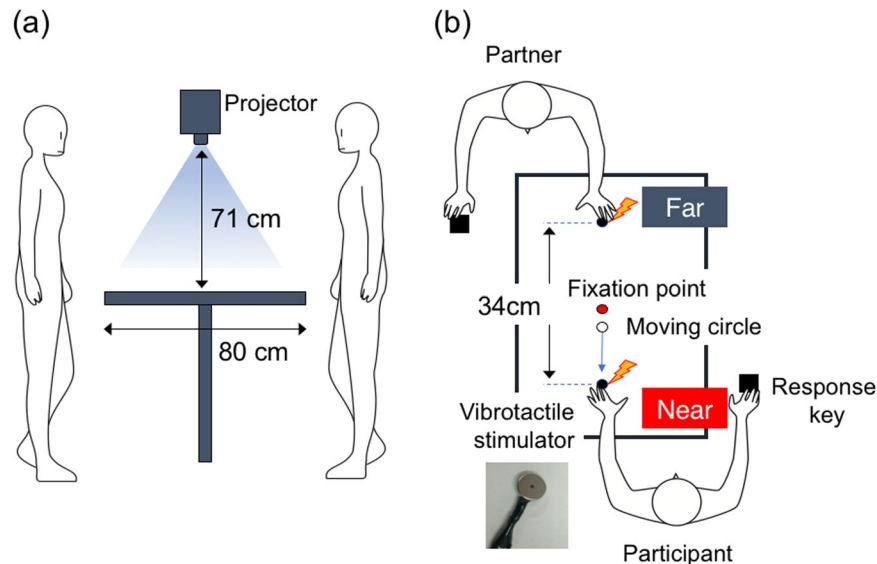 (a)
Projector
71 cm
80 cm
(b)
Partner
Far
Fixation point
34cm
Moving circle
Near
Response
key
Vibrotactile
stimulator
Participant